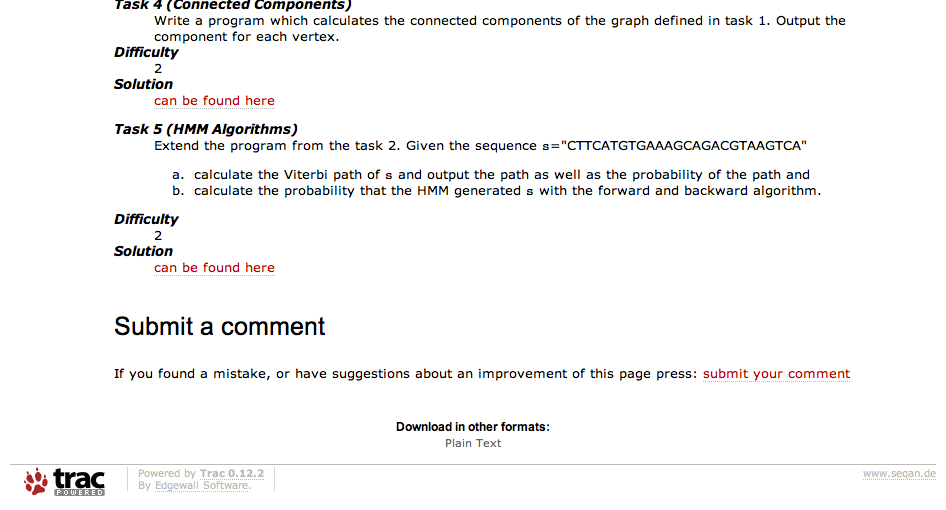 Task 4 (Connected Components)
Write a program which calculates the connected components of the graph defined in task 1. Output the
component for each vertex.
Difficulty
2
Solution
can be found here
Task 5 (HMM Algorithms)
Extend the program from the task 2. Given the sequence s="CTTCATGTGAAAGCAGACGTAAGTCA"
a. calculate the Viterbi path of s and output the path as well as the probability of the path and
b. calculate the probability that the HMM generated s with the forward and backward algorithm.
Difficulty
2
Solution
can be found here
Submit a comment
If you found a mistake, or have suggestions about an improvement of this page press: submit your comment
Download in other formats:
Plain Text
trac
POWERED
Powered by Trac 0.12.2
By Edgewall Software.
www.seqan.de